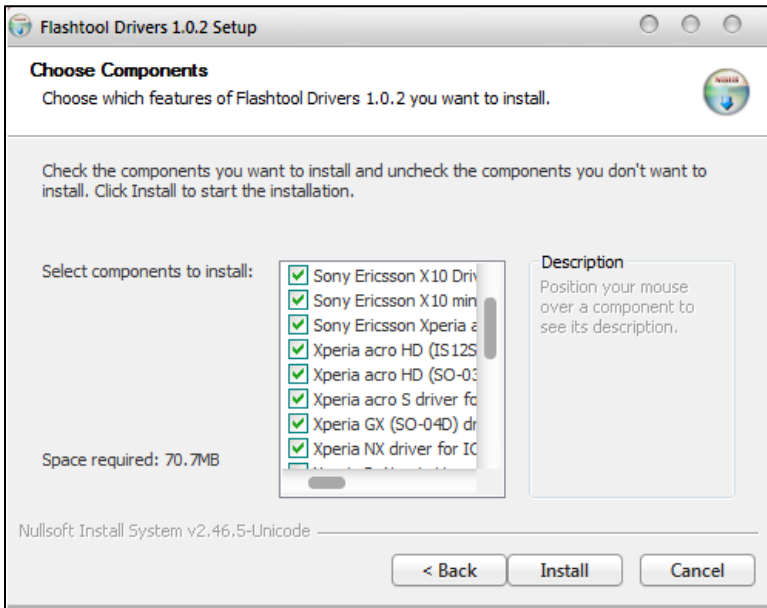 Flashtool Drivers 1.0.2 Setup
Choose Components
Choose which features of Flashtool Drivers 1.0.2 you want to install.
Check the components you want to install and uncheck the components you don't want to
install. Click Install to start the installation.
Select components to install:
Sony Ericsson X10 Driv
Sony Ericsson X10 min
Sony Ericsson Xperia a
Xperia acro HD (IS12S
Xperia acro HD (SO-03
Xperia acro S driver fo
Xperia GX (SO-04D) dr
Xperia NX driver for IC
Description
Position your mouse
over a component to
see its description.
Space required: 70.7MB
Nullsoft Install System v2.46.5-Unicode
< Back
Install
Cancel